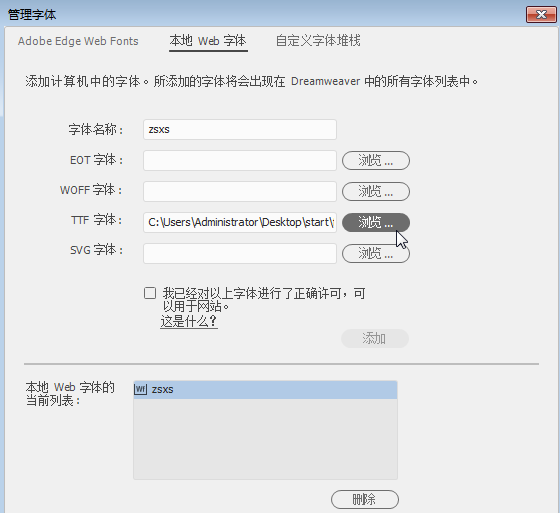 管理字体
Adobe Edge Web Fonts 本地 Web 字体 自定义字体堆栈
添加计算机中的字体。所添加的字体将会出现在 Dreamweaver 中的所有字体列表中。
字体名称： zsxs
EOT 字体： 浏览...
WOFF 字体： 浏览...
TTF 字体： C:\Users\Administrator\Desktop\start\ 浏览...
SVG 字体： 浏览...
我已经对以上字体进行了正确许可，可
以用于网站。
这是什么？
添加
本地 Web 字体的
当前列表：
zsxs
删除